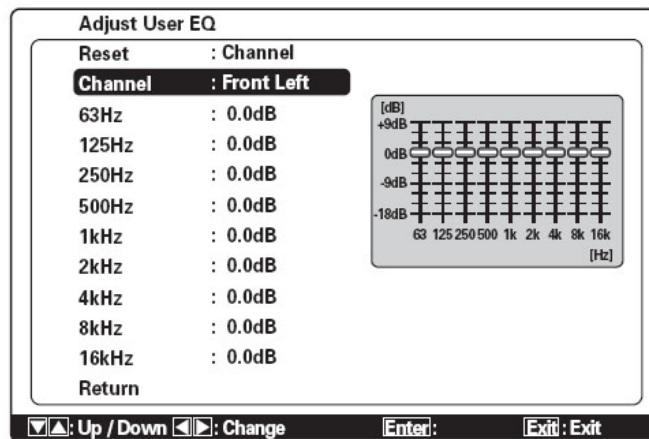 Adjust User EQ
Reset : Channel
Channel : Front Left
63Hz : 0.0dB
125Hz : 0.0dB
250Hz : 0.0dB
500Hz : 0.0dB
1kHz : 0.0dB
2kHz : 0.0dB
4kHz : 0.0dB
8kHz : 0.0dB
16kHz : 0.0dB
Return
[dB]
+9dB
0dB
-9dB
-18dB
63 125 250 500 1k 2k 4k 8k 16k
[Hz]
▼▲: Up / Down ◀▶: Change Enter: Exit: Exit